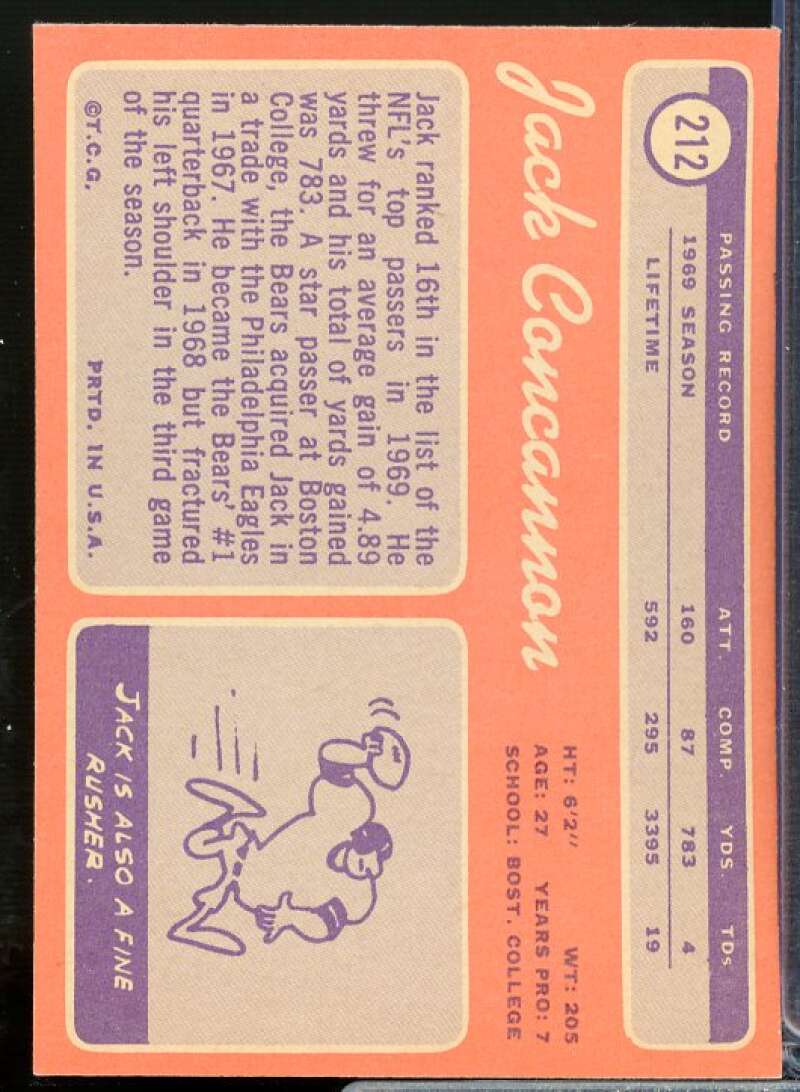 212
PASSING RECORD ATT. COMP. YDS. TDs
1969 SEASON 160 87 783 4
LIFETIME 592 295 3395 19
Jack Concannon
HT: 6'2" WT: 205
AGE: 27 YEARS PRO: 7
SCHOOL: BOST. COLLEGE
Jack ranked 16th in the list of the
NFL's top passers in 1969. He
threw for an average gain of 4.89
yards and his total of yards gained
was 783. A star passer at Boston
College, the Bears acquired Jack in
a trade with the Philadelphia Eagles
in 1967. He became the Bears' #1
quarterback in 1968 but fractured
his left shoulder in the third game
of the season.
©T.C.G. PRTD. IN U.S.A.
JACK IS ALSO A FINE
RUSHER.